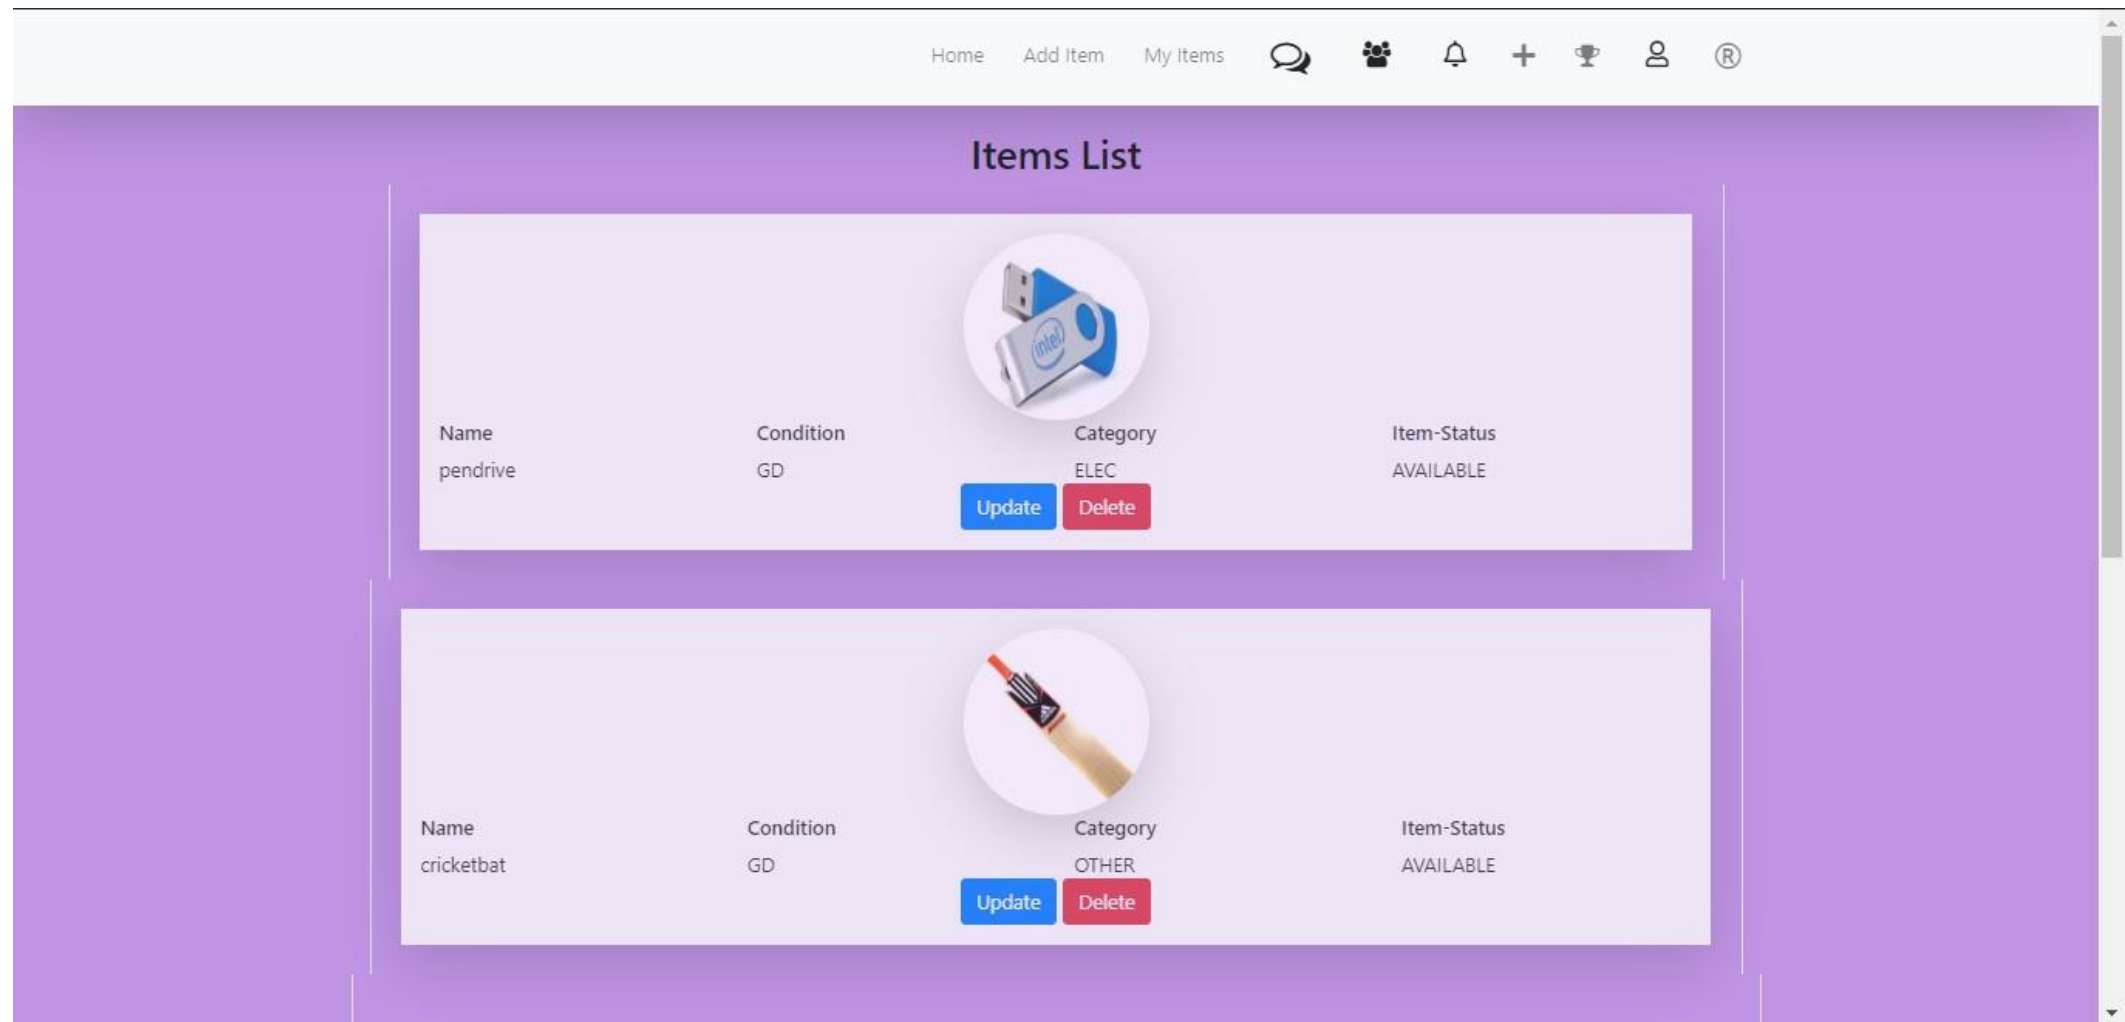 Home Add Item My Items ®
Items List
intel
Name Condition Category Item-Status
pendrive GD ELEC AVAILABLE
Update Delete
Name Condition Category Item-Status
cricketbat GD OTHER AVAILABLE
Update Delete